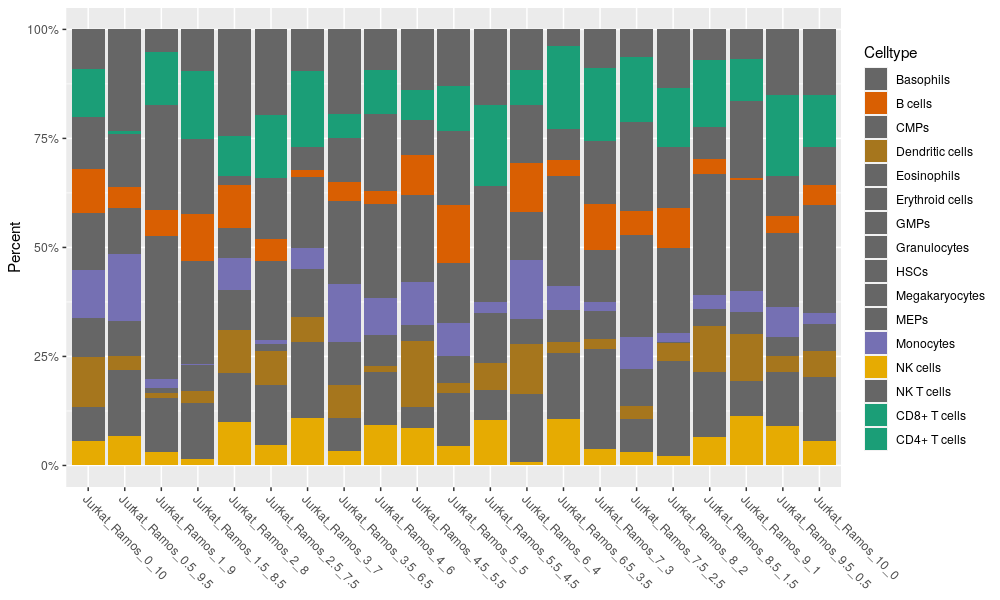 Percent
100%
75%
50%
25%
0%
Jurkat_Ramos_0_10
Jurkat_Ramos_0.5_9.5
Jurkat_Ramos_1_9
Jurkat_Ramos_1.5_8.5
Jurkat_Ramos_2_8
Jurkat_Ramos_2.5_7.5
Jurkat_Ramos_3_7
Jurkat_Ramos_3.5_6.5
Jurkat_Ramos_4_6
Jurkat_Ramos_4.5_5.5
Jurkat_Ramos_5_5
Jurkat_Ramos_5.5_4.5
Jurkat_Ramos_6_4
Jurkat_Ramos_6.5_3.5
Jurkat_Ramos_7_3
Jurkat_Ramos_7.5_2.5
Jurkat_Ramos_8_2
Jurkat_Ramos_8.5_1.5
Jurkat_Ramos_9_1
Jurkat_Ramos_9.5_0.5
Jurkat_Ramos_10_0
Celltype
Basophils
B cells
CMPs
Dendritic cells
Eosinophils
Erythroid cells
GMPs
Granulocytes
HSCs
Megakaryocytes
MEPs
Monocytes
NK cells
NK T cells
CD8+ T cells
CD4+ T cells